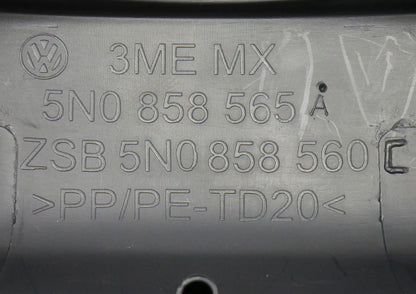 3ME MX
5N0 858 565 A
ZSB 5N0 858 560 C
>PP/PE-TD20<